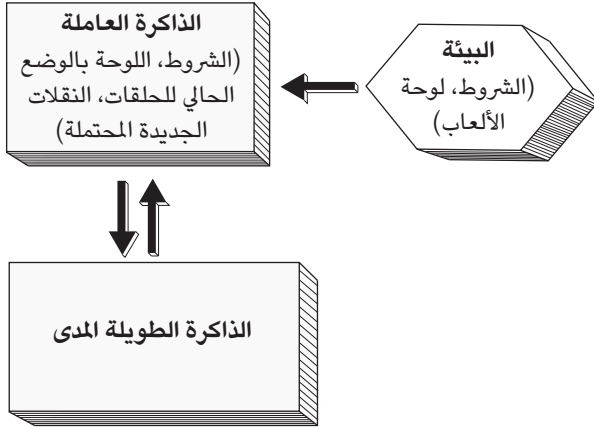 الذاكرة العاملة
(الشروط، اللوحة بالوضع
الحالي للحلقات، النقلات
الجديدة المحتملة)
البيئة
(الشروط، لوحة
الألعاب)
الذاكرة الطويلة المدى